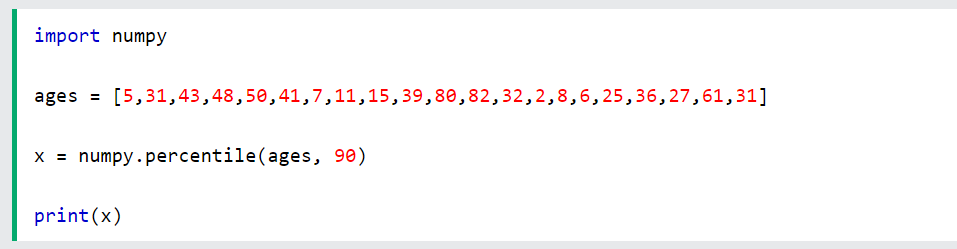 import numpy
ages = [5,31,43,48,50,41,7,11,15,39,80,82,32,2,8,6,25,36,27,61,31]
x = numpy.percentile(ages, 90)
print(x)